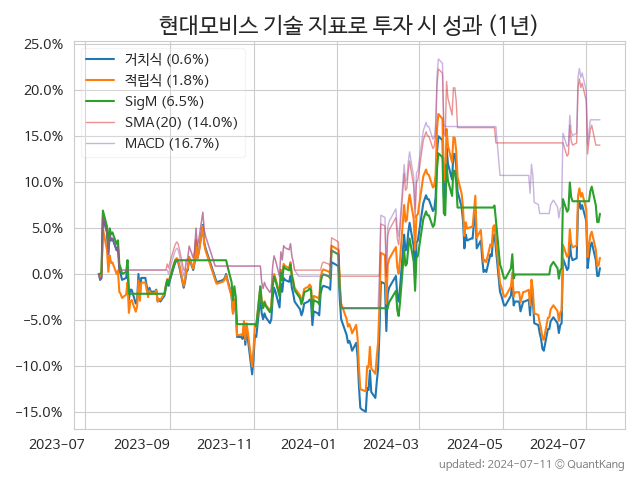 현대모비스 기술 지표로 투자 시 성과 (1년)
25.0%
20.0%
15.0%
10.0%
5.0%
0.0%
−5.0%
−10.0%
−15.0%
거치식 (0.6%)
적립식 (1.8%)
SigM (6.5%)
SMA(20) (14.0%)
MACD (16.7%)
2023-07 2023-09 2023-11 2024-01 2024-03 2024-05 2024-07
updated: 2024-07-11 © QuantKang